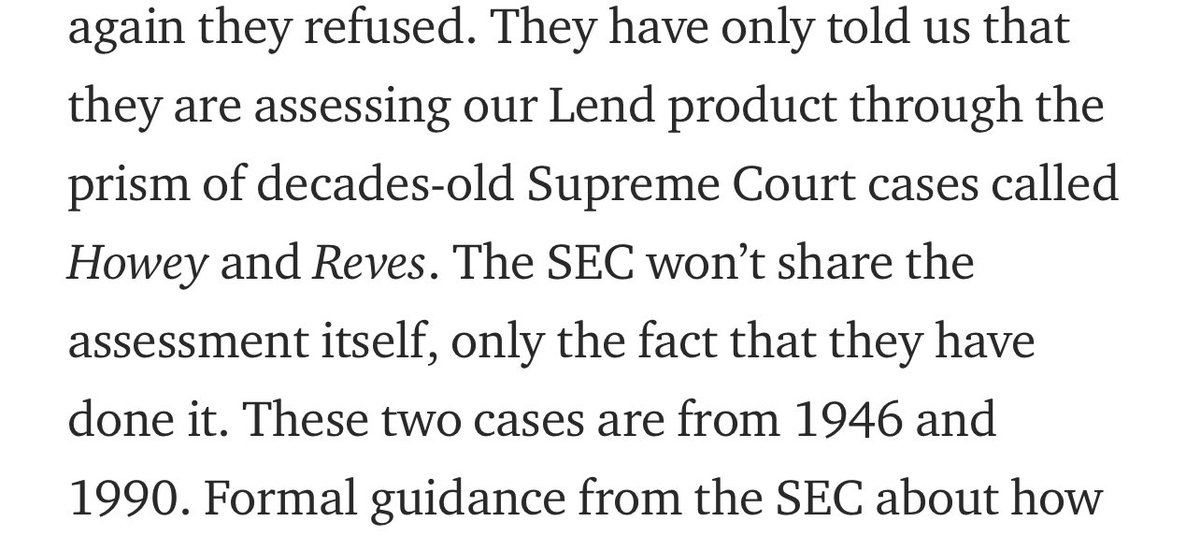 again they refused. They have only told us that
they are assessing our Lend product through the
prism of decades-old Supreme Court cases called
Howey and Reves. The SEC won’t share the
assessment itself, only the fact that they have
done it. These two cases are from 1946 and
1990. Formal guidance from the SEC about how